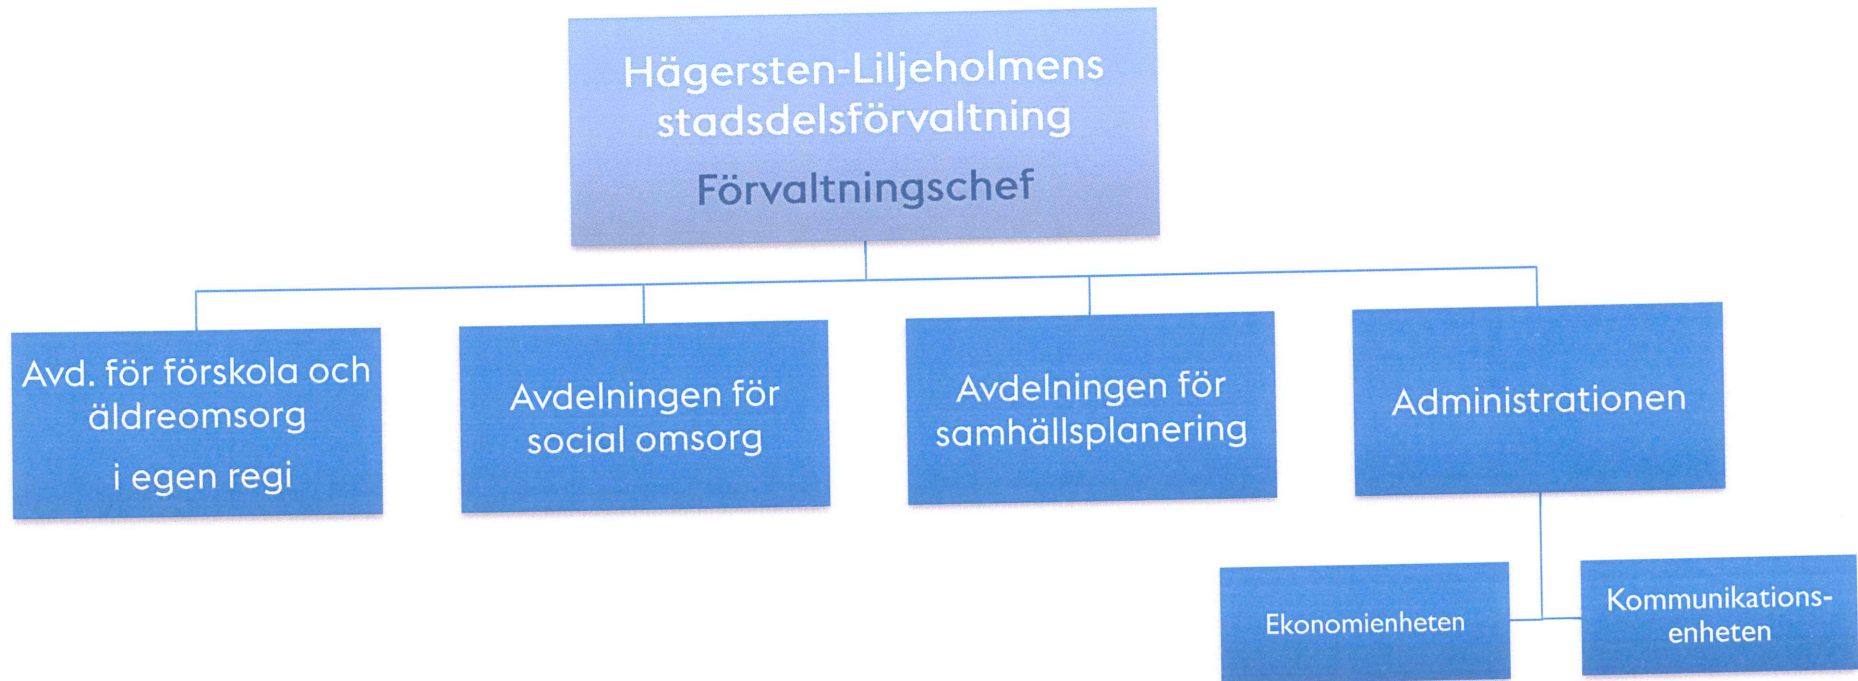 Hägersten-Liljeholmens
stadsdelsförvaltning
Förvaltningschef
Avd. för förskola och
äldreomsorg
i egen regi
Avdelningen för
social omsorg
Avdelningen för
samhällsplanering
Administrationen
Ekonomienheten
Kommunikations-
enheten